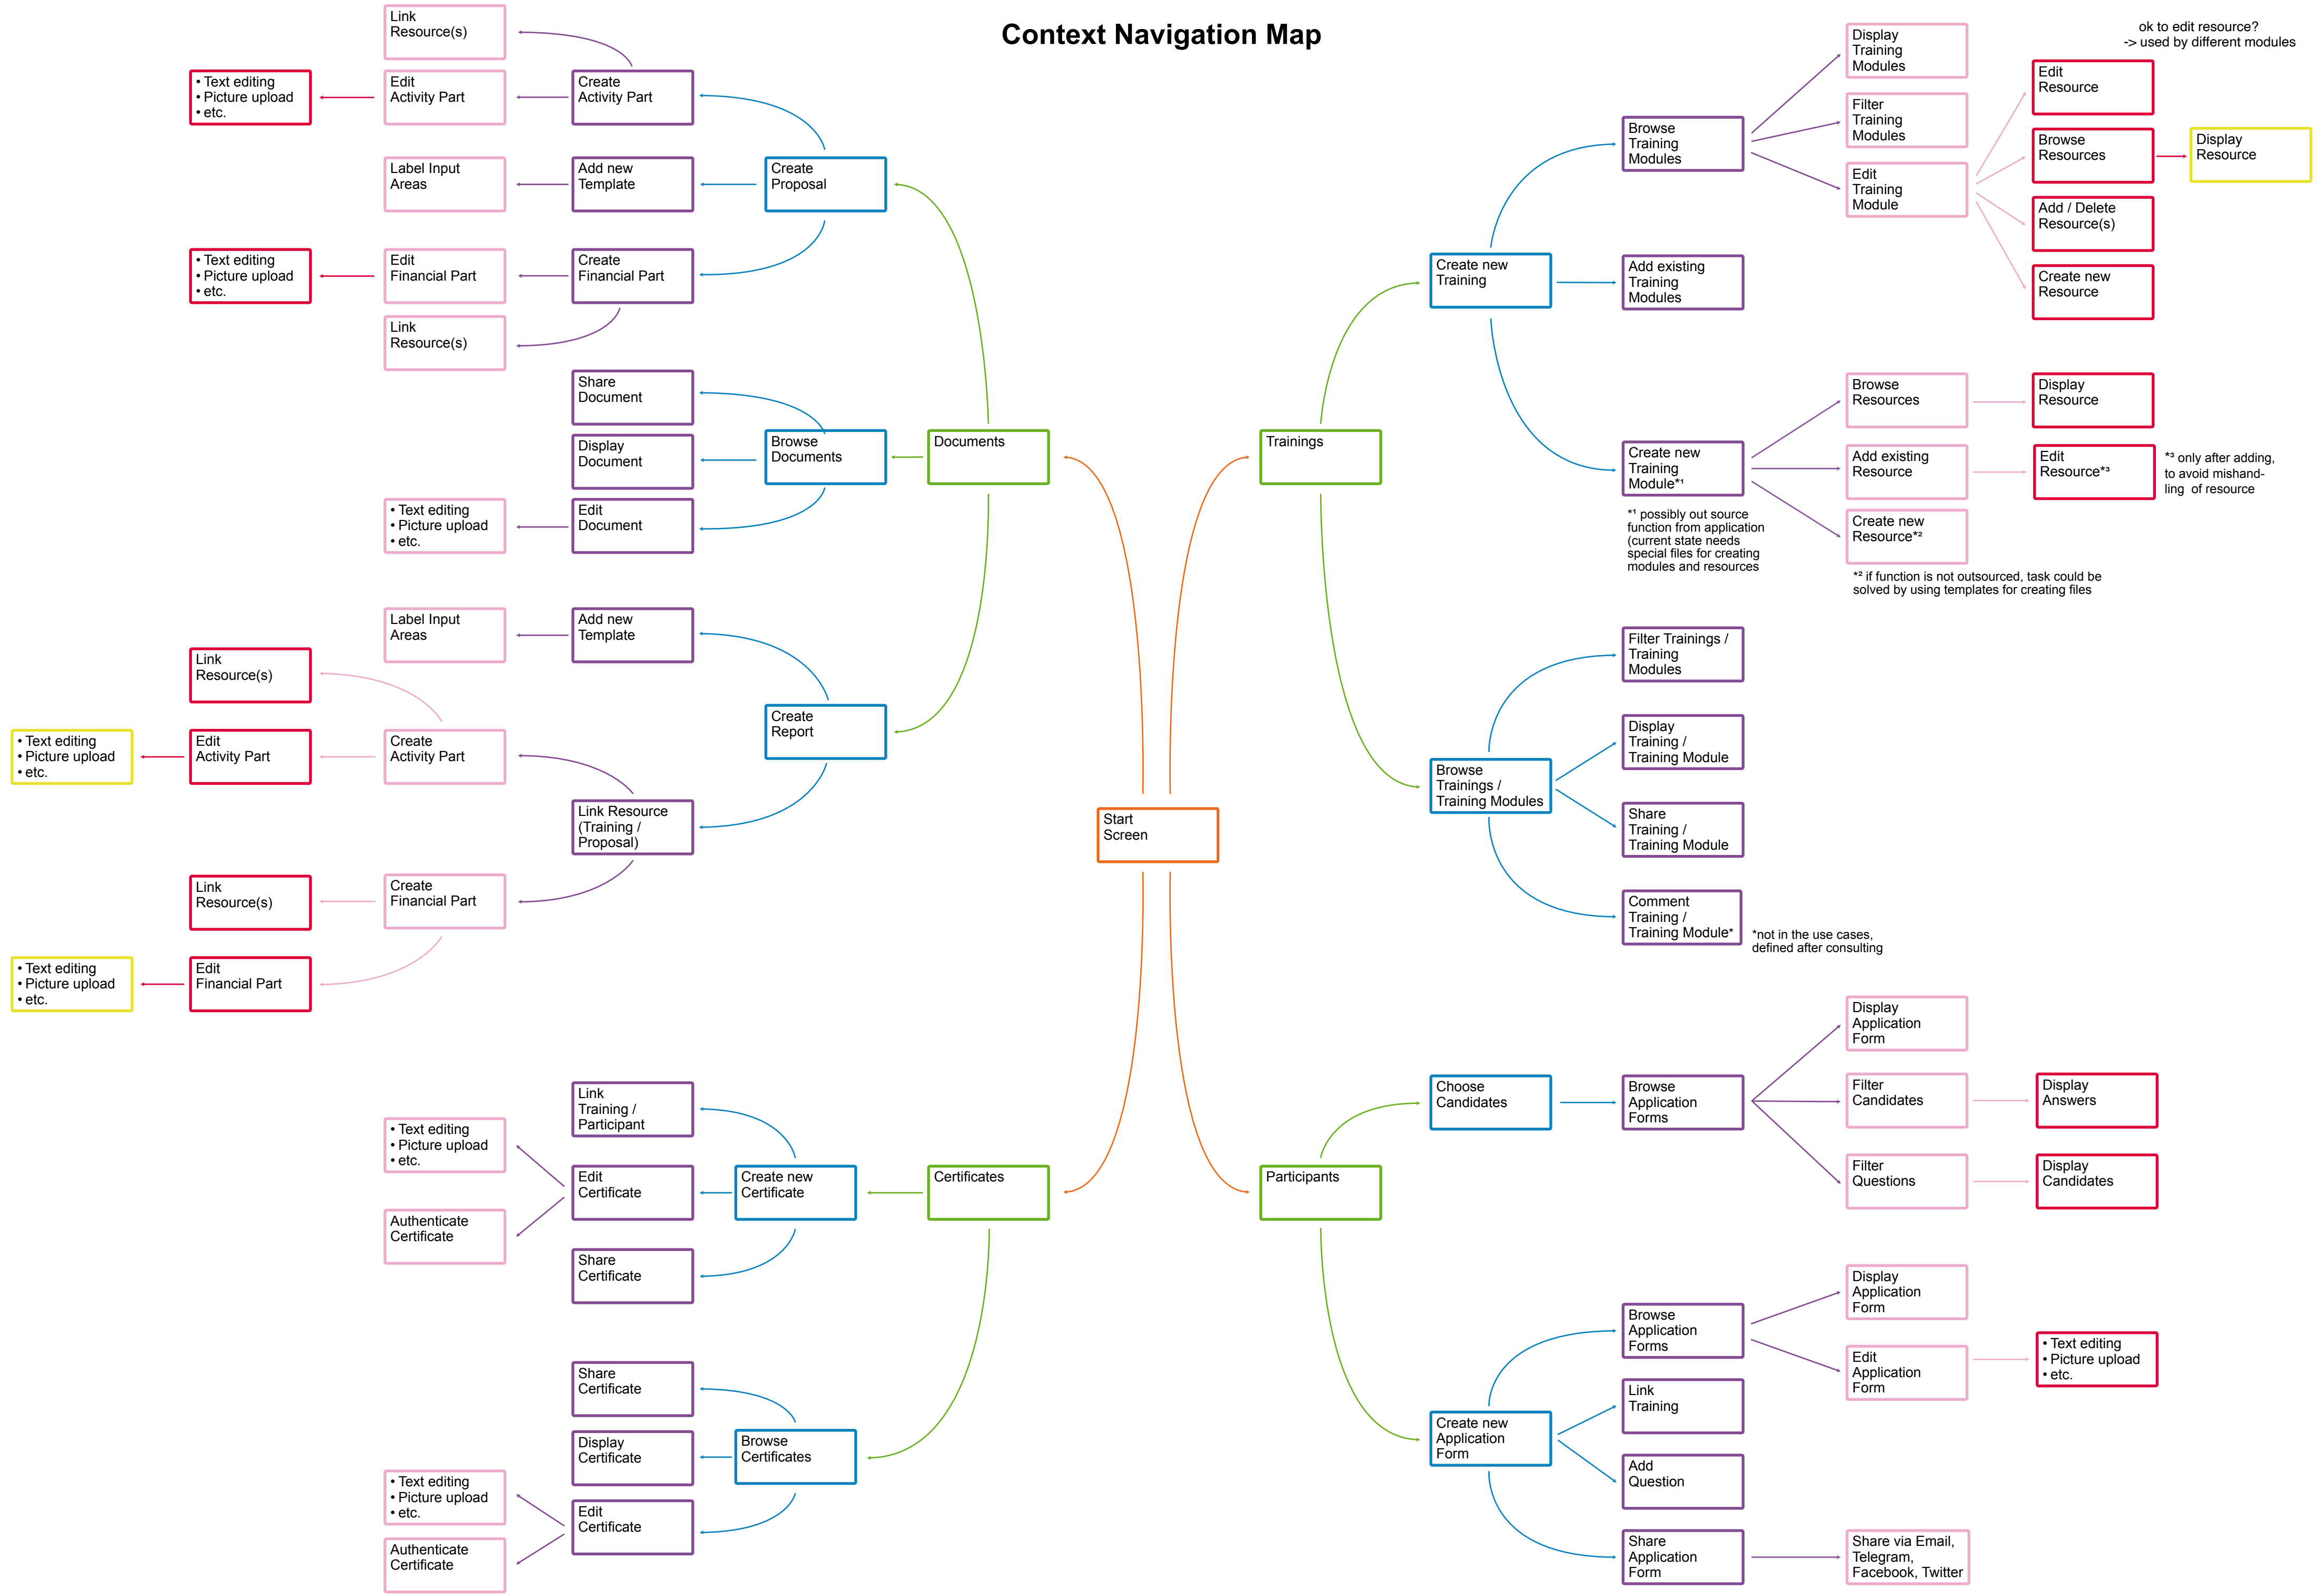 Context Navigation Map
Link
Resource(s)
• Text editing
• Picture upload
• etc.
Edit
Activity Part
Create
Activity Part
Label Input
Areas
Add new
Template
Create
Proposal
• Text editing
• Picture upload
• etc.
Edit
Financial Part
Create
Financial Part
Link
Resource(s)
Share
Document
Display
Document
Browse
Documents
Documents
• Text editing
• Picture upload
• etc.
Edit
Document
Label Input
Areas
Add new
Template
Link
Resource(s)
Create
Report
• Text editing
• Picture upload
• etc.
Edit
Activity Part
Create
Activity Part
Link Resource
(Training /
Proposal)
Link
Resource(s)
Create
Financial Part
• Text editing
• Picture upload
• etc.
Edit
Financial Part
Start
Screen
Link
Training /
Participant
• Text editing
• Picture upload
• etc.
Edit
Certificate
Create new
Certificate
Certificates
Authenticate
Certificate
Share
Certificate
Share
Certificate
Display
Certificate
Browse
Certificates
• Text editing
• Picture upload
• etc.
Edit
Certificate
Authenticate
Certificate
Trainings
Create new
Training
Browse
Training
Modules
Display
Training
Modules
Filter
Training
Modules
Edit
Training
Module
ok to edit resource?
-> used by different modules
Edit
Resource
Browse
Resources
Display
Resource
Add / Delete
Resource(s)
Create new
Resource
Add existing
Training
Modules
Create new
Training
Module*¹
*¹ possibly out source
function from application
(current state needs
special files for creating
modules and resources
Browse
Resources
Display
Resource
Add existing
Resource
Edit
Resource*³
*³ only after adding,
to avoid mishand-
ling of resource
Create new
Resource*²
*² if function is not outsourced, task could be
solved by using templates for creating files
Browse
Trainings /
Training Modules
Filter Trainings /
Training
Modules
Display
Training /
Training Module
Share
Training /
Training Module
Comment
Training /
Training Module*
*not in the use cases,
defined after consulting
Participants
Choose
Candidates
Browse
Application
Forms
Display
Application
Form
Filter
Candidates
Display
Answers
Filter
Questions
Display
Candidates
Create new
Application
Form
Browse
Application
Forms
Display
Application
Form
Edit
Application
Form
• Text editing
• Picture upload
• etc.
Link
Training
Add
Question
Share
Application
Form
Share via Email,
Telegram,
Facebook, Twitter